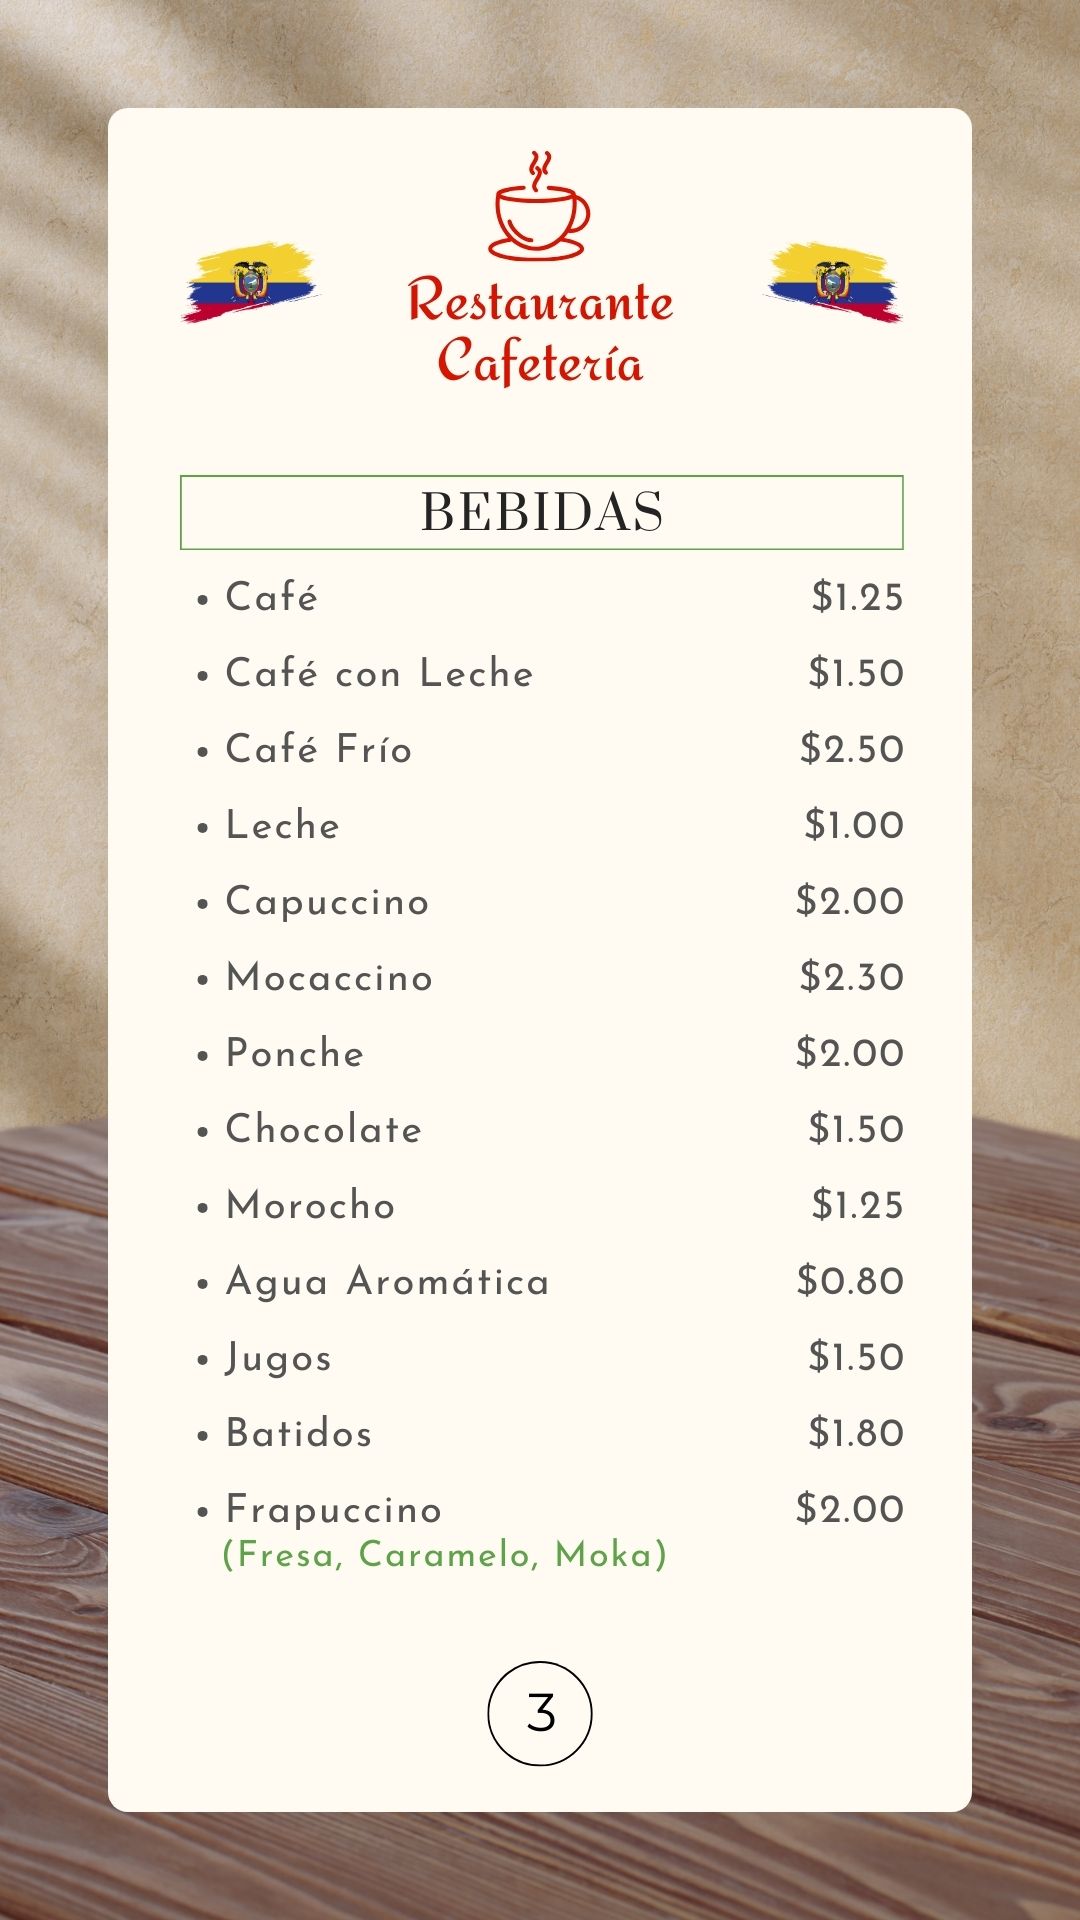 Restaurante
Cafetería
BEBIDAS
• Café $1.25
• Café con Leche $1.50
• Café Frío $2.50
• Leche $1.00
• Capuccino $2.00
• Mocaccino $2.30
• Ponche $2.00
• Chocolate $1.50
• Morocho $1.25
• Agua Aromática $0.80
• Jugos $1.50
• Batidos $1.80
• Frapuccino $2.00
(Fresa, Caramelo, Moka)
3